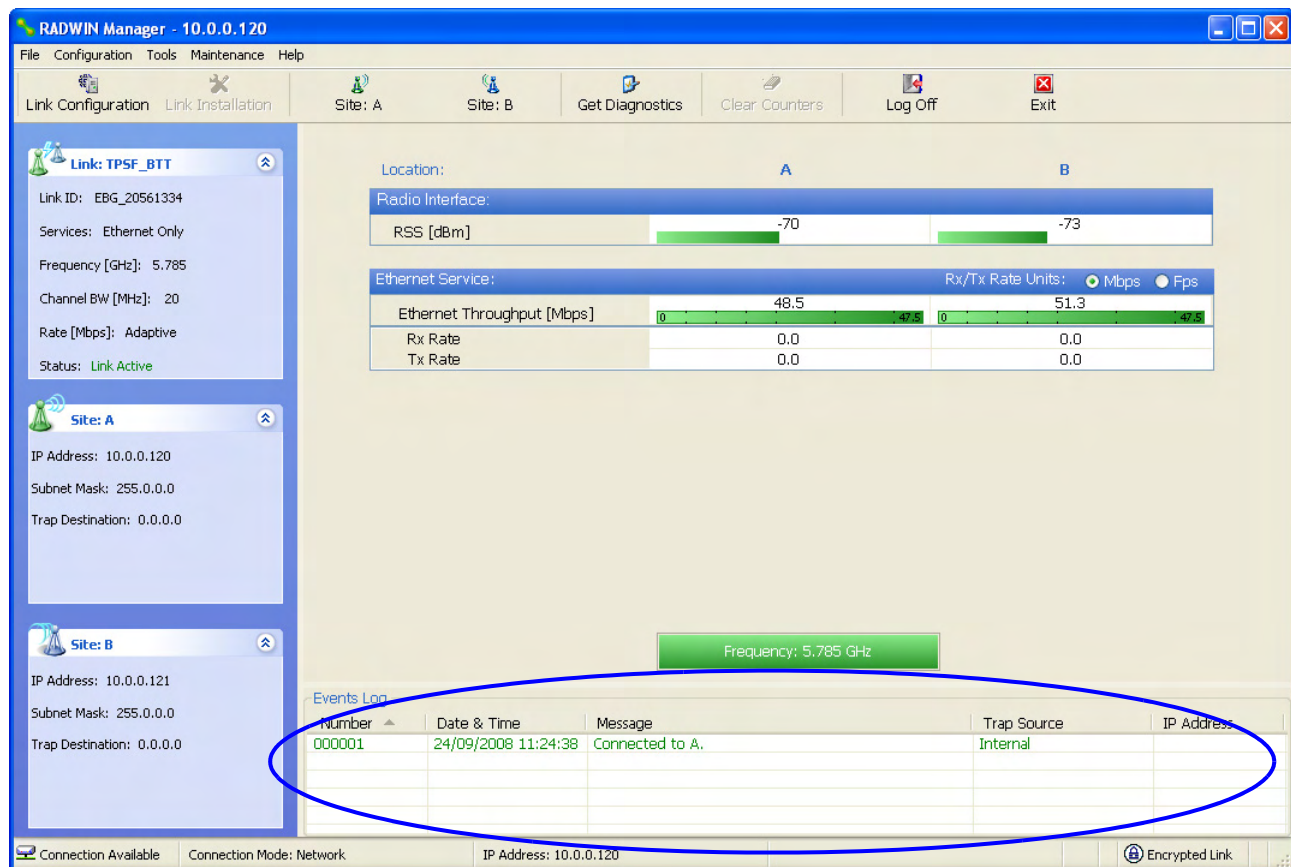 RADWIN Manager - 10.0.0.120
File Configuration Tools Maintenance Help
Link Configuration Link Installation Site: A Site: B Get Diagnostics Clear Counters Log Off Exit
Link: TPSF_BTT
Link ID: EBG_20561334
Services: Ethernet Only
Frequency [GHz]: 5.785
Channel BW [MHz]: 20
Rate [Mbps]: Adaptive
Status: Link Active
Site: A
IP Address: 10.0.0.120
Subnet Mask: 255.0.0.0
Trap Destination: 0.0.0.0
Site: B
IP Address: 10.0.0.121
Subnet Mask: 255.0.0.0
Trap Destination: 0.0.0.0
Location: A B
Radio Interface:
RSS [dBm] -70 -73
Ethernet Service: Rx/Tx Rate Units: Mbps Fps
Ethernet Throughput [Mbps] 48.5 51.3
0 47.5 0 47.5
Rx Rate 0.0 0.0
Tx Rate 0.0 0.0
Frequency: 5.785 GHz
Events Log
Number Date & Time Message Trap Source IP Address
000001 24/09/2008 11:24:38 Connected to A. Internal
Connection Available Connection Mode: Network IP Address: 10.0.0.120 Encrypted Link